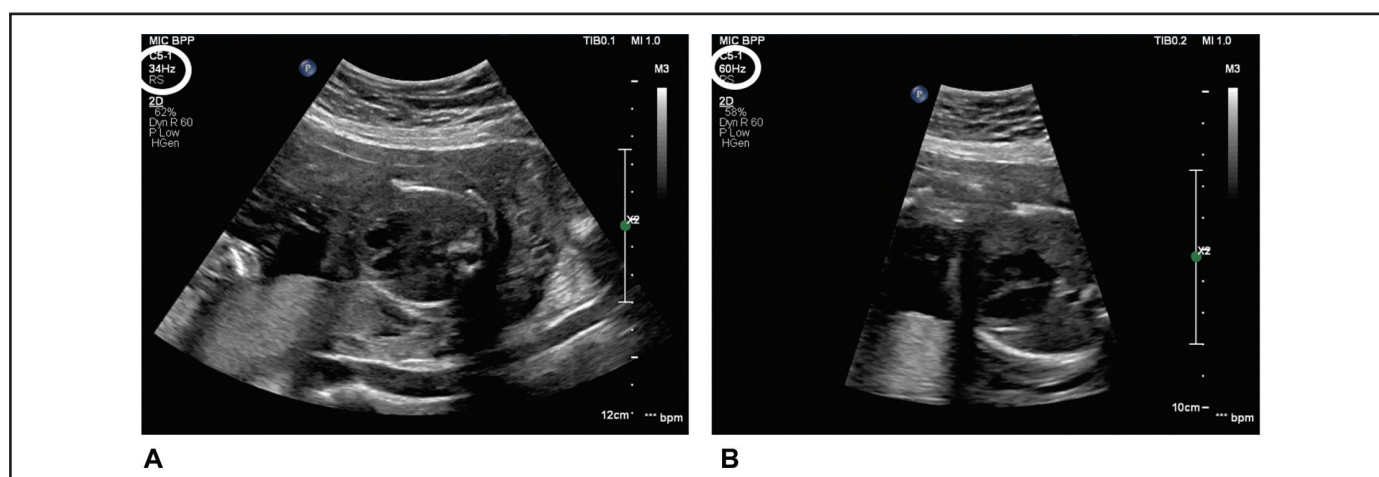 MIC BPP
TIB0.1 MI 1.0
C5-1
34Hz
RS
P
M3
2D
62%
Dyn R 60
P Low
HGen
X2
12cm
*** bpm
A
MIC BPP
TIB0.2 MI 1.0
C5-1
60Hz
RS
P
M3
2D
58%
Dyn R 60
P Low
HGen
X2
10cm
*** bpm
B